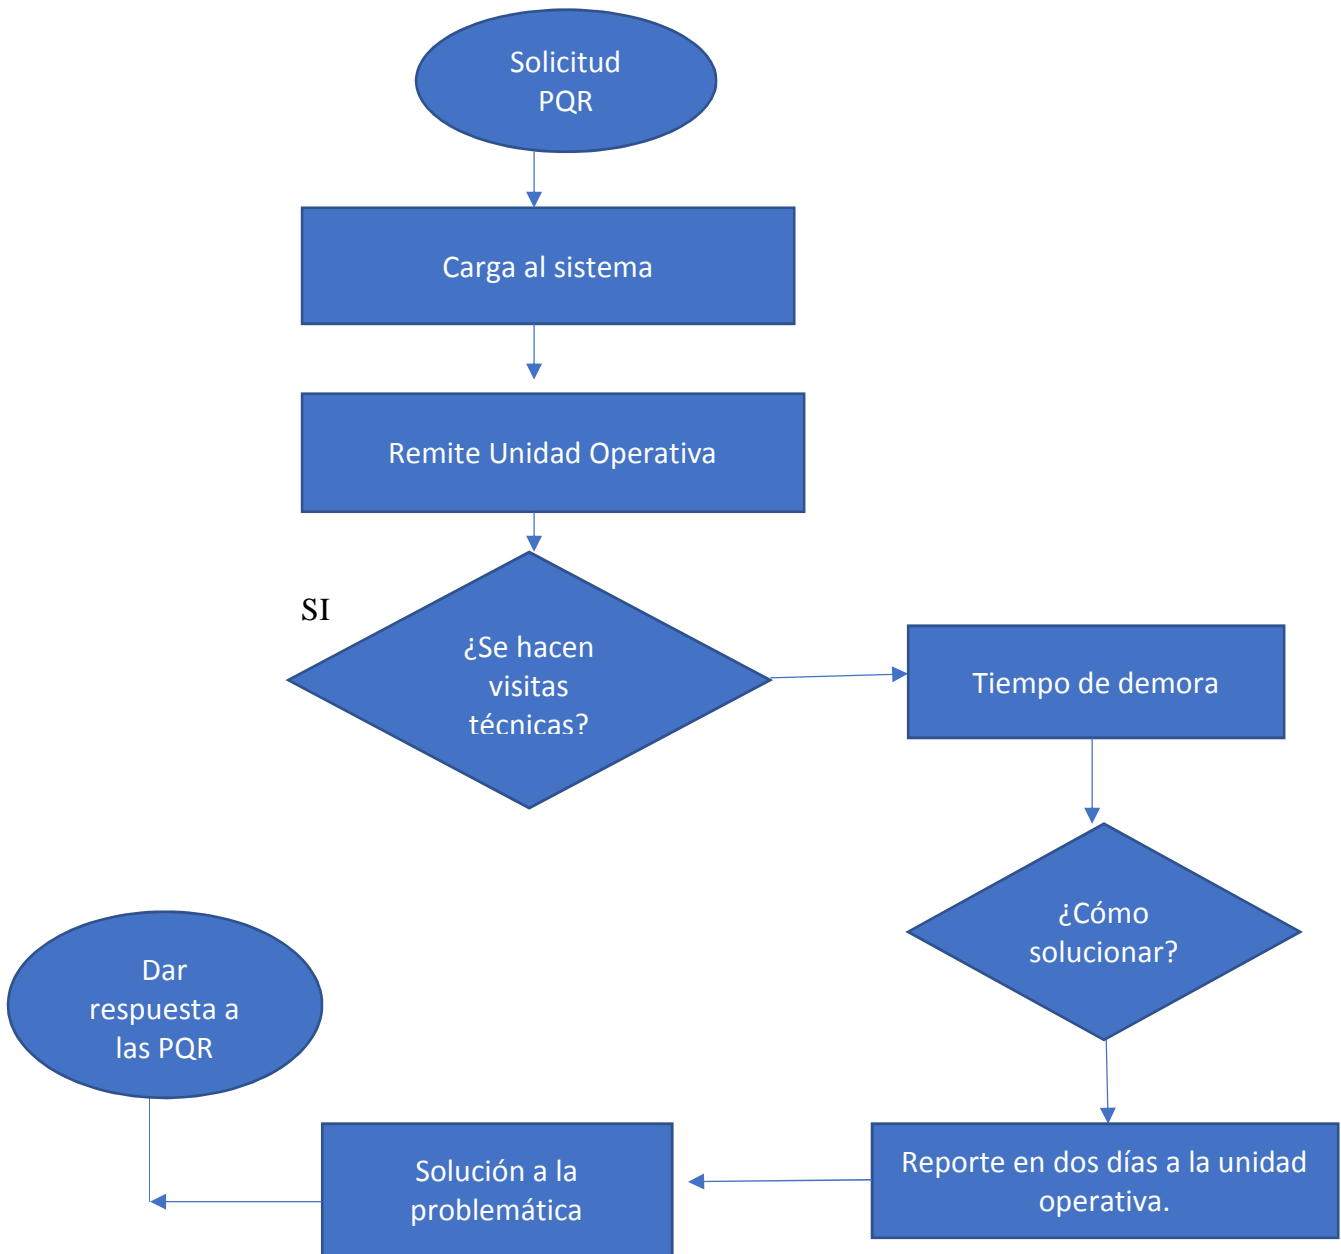 Solicitud
PQR
Carga al sistema
Remite Unidad Operativa
SI
¿Se hacen
visitas
técnicas?
Tiempo de demora
¿Cómo
solucionar?
Dar
respuesta a
las PQR
Reporte en dos días a la unidad
operativa.
Solución a la
problemática